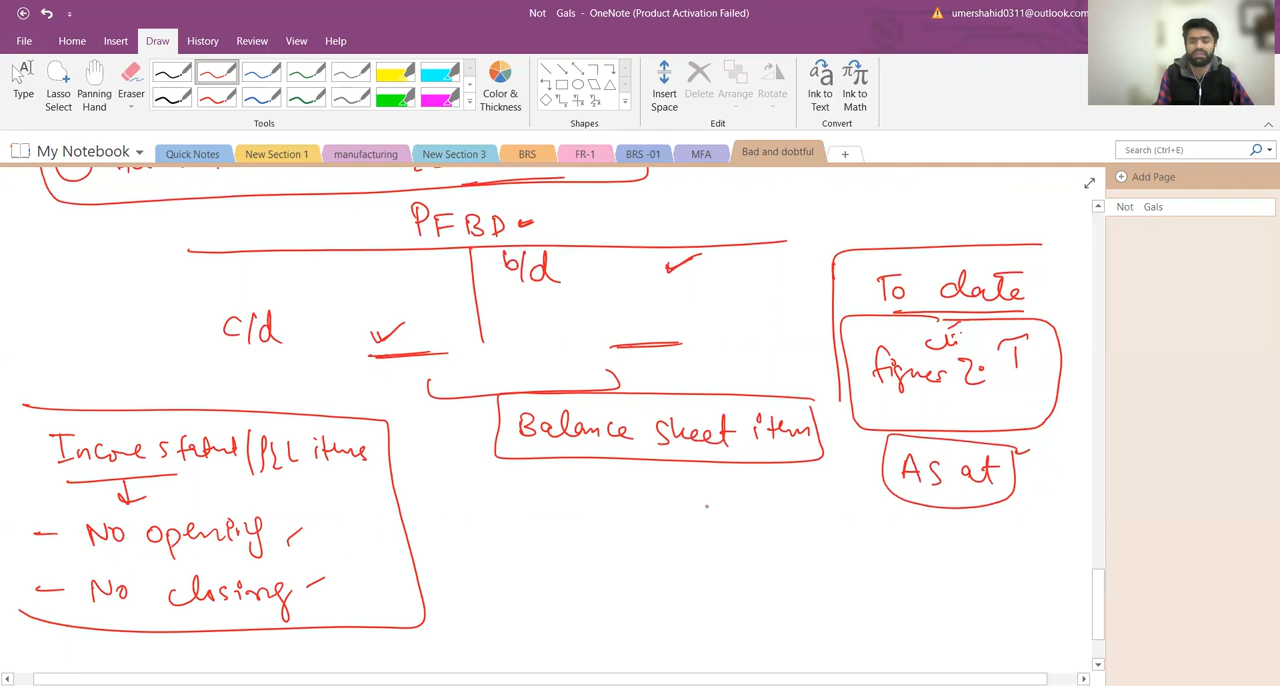 Not Gals - OneNote (Product Activation Failed)
umershahid0311@outlook.com
File Home Insert Draw History Review View Help
Type
Lasso Select
Panning Hand
Eraser
Color & Thickness
Insert Space
Delete
Arrange
Rotate
Ink to Text
Ink to Math
Tools
Shapes
Edit
Convert
My Notebook
Quick Notes
New Section 1
manufacturing
New Section 3
BRS
FR-1
BRS -01
MFA
Bad and dobtful
Search (Ctrl+E)
Add Page
Not Gals
PFBD
b/d
c/d
To date
figures
As at
Balance sheet item
P&L items
- No opening
- No closing